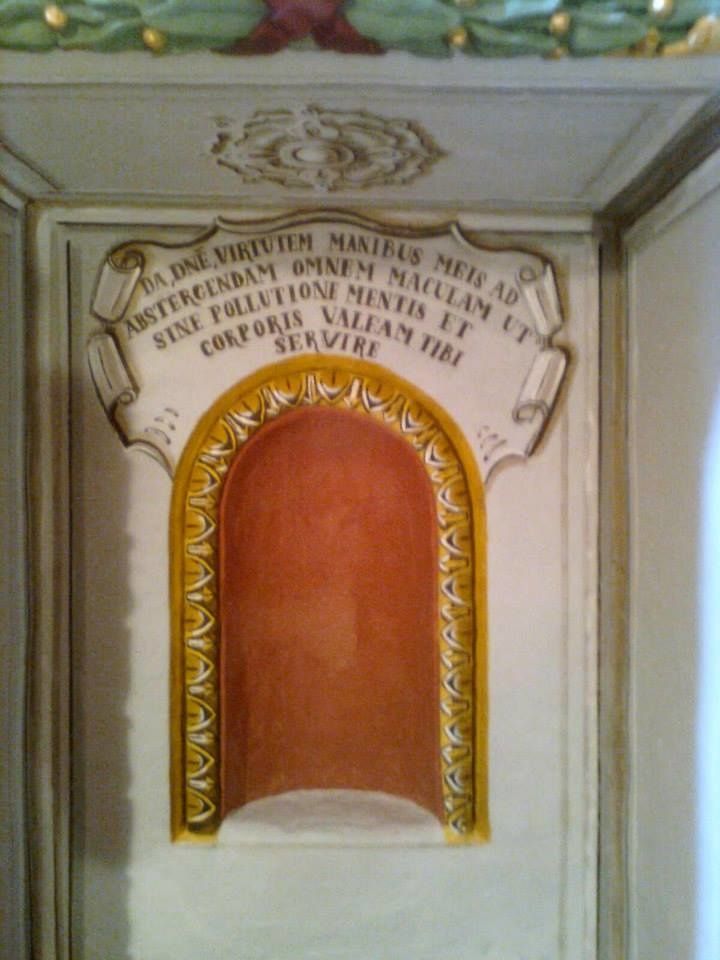 DA, DNE, VIRTUTEM MANIBUS MEIS AD
ABSTERGENDAM OMNEM MACULAM UT
SINE POLLUTIONE MENTIS ET
CORPORIS VALEAM TIBI
SERVIRE